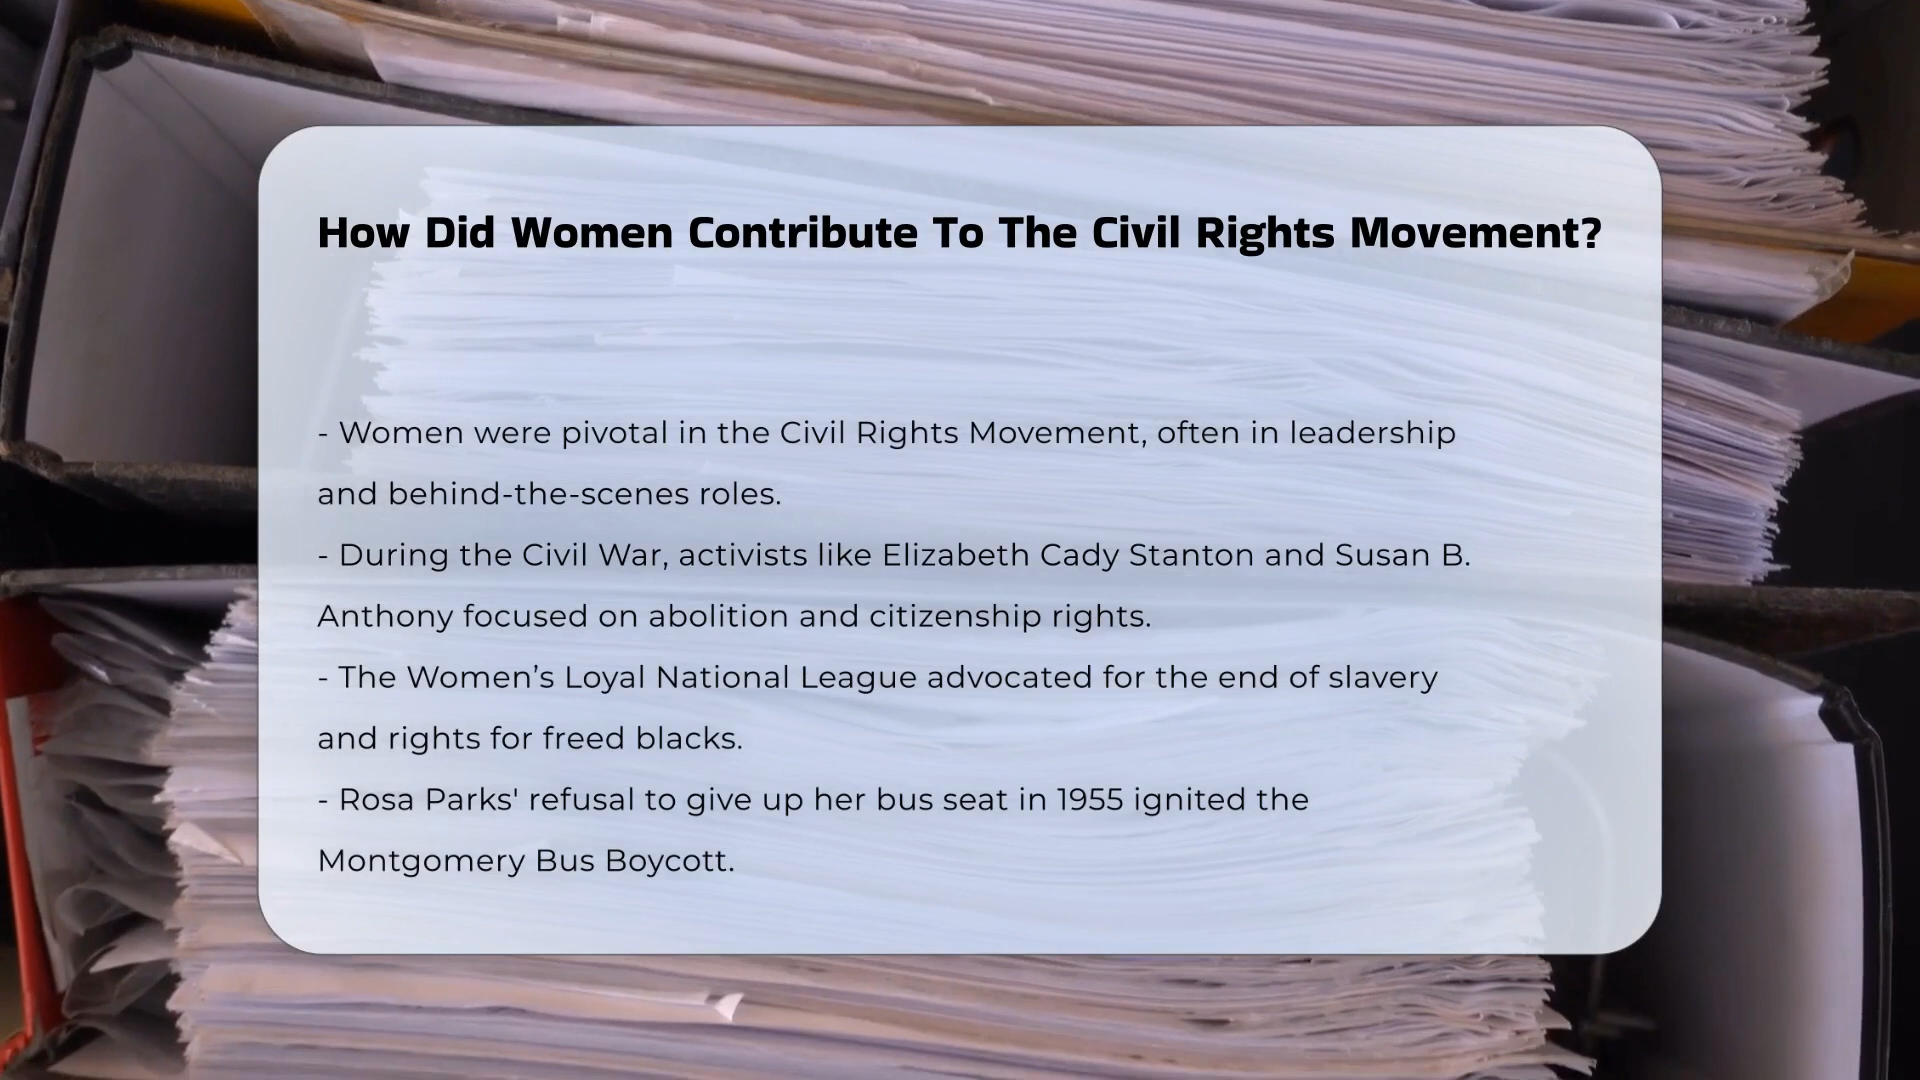 How Did Women Contribute To The Civil Rights Movement?
- Women were pivotal in the Civil Rights Movement, often in leadership
and behind-the-scenes roles.
- During the Civil War, activists like Elizabeth Cady Stanton and Susan B.
Anthony focused on abolition and citizenship rights.
- The Women’s Loyal National League advocated for the end of slavery
and rights for freed blacks.
- Rosa Parks' refusal to give up her bus seat in 1955 ignited the
Montgomery Bus Boycott.